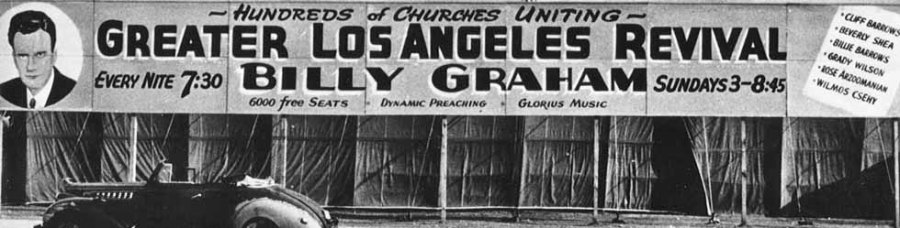 ~ HUNDREDS of CHURCHES UNITING ~
GREATER LOS ANGELES REVIVAL
EVERY NITE 7:30 BILLY GRAHAM SUNDAYS 3-8:45
6000 free SEATS - DYNAMIC PREACHING - GLORIUS MUSIC
• CLIFF BARROWS
• BEVERLY SHEA
• BILLIE BARROWS
• GRADY WILSON
• ROSE ARZOOMANIAN
• WILMOS CSEHY